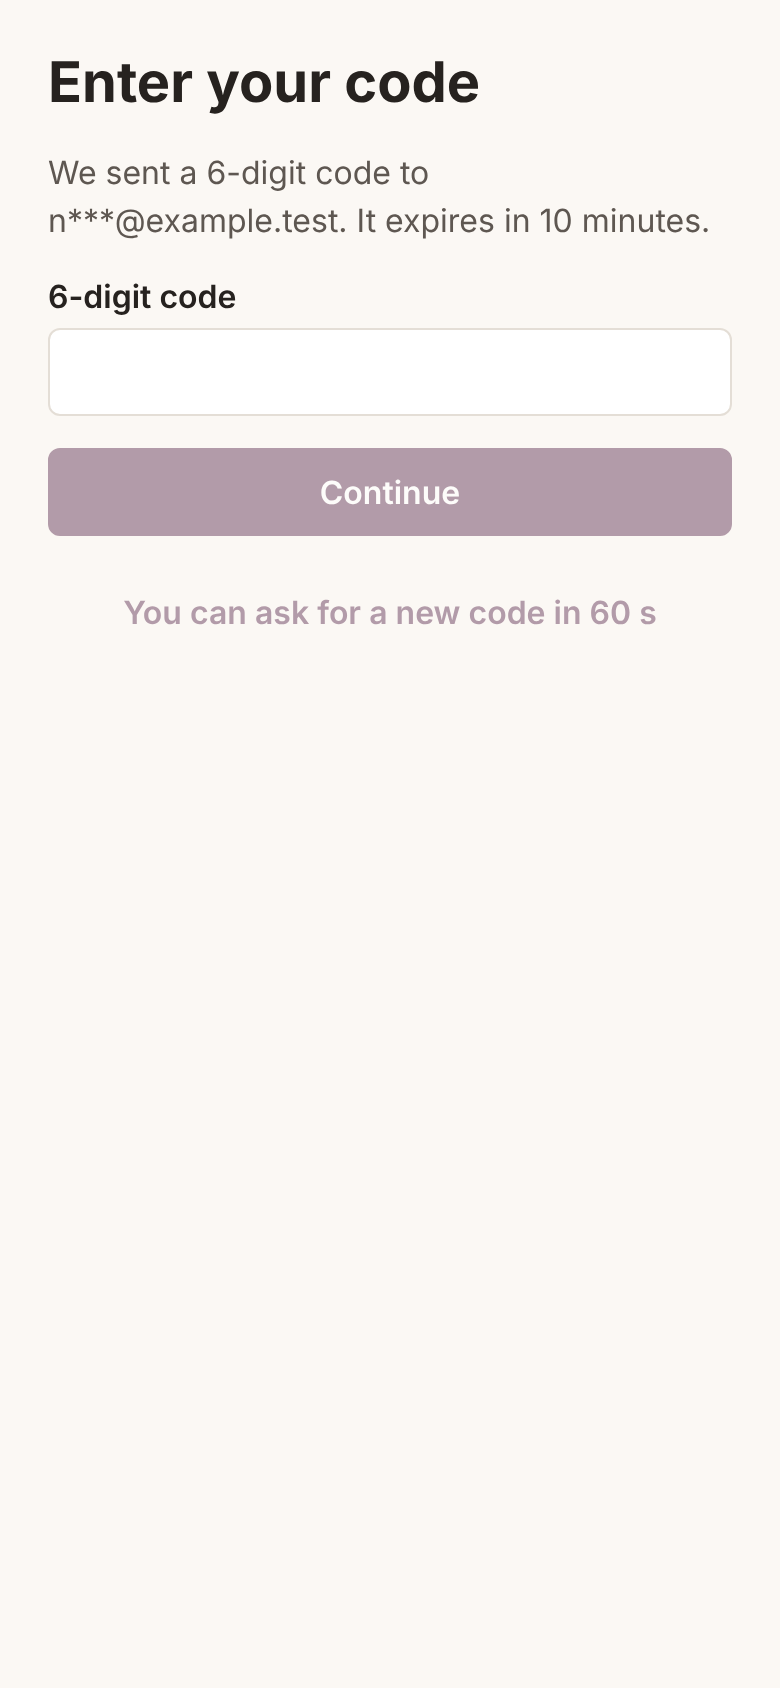 Enter your code
We sent a 6-digit code to
n***@example.test. It expires in 10 minutes.
6-digit code
Continue
You can ask for a new code in 60 s